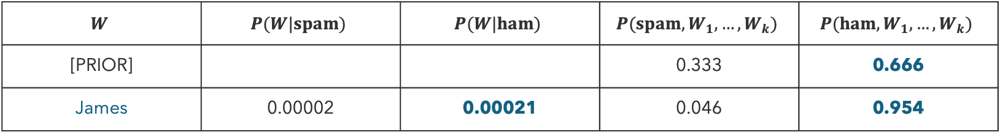 W P(W|spam) P(W|ham) P(spam, W₁, ..., Wₖ) P(ham, W₁, ..., Wₖ)
[PRIOR] 0.333 0.666
James 0.00002 0.00021 0.046 0.954